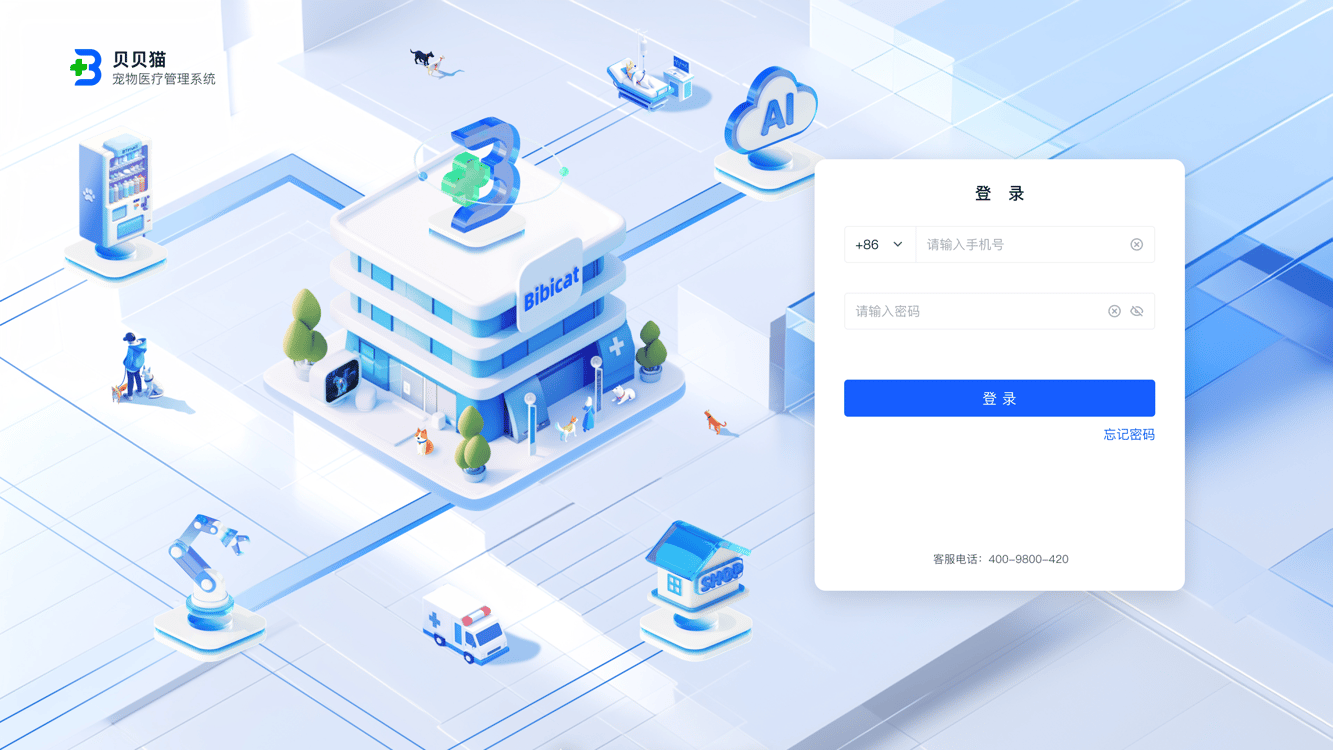 贝贝猫
宠物医疗管理系统
AI
Bibicat
SHOP
登 录
+86
请输入手机号
请输入密码
登 录
忘记密码
客服电话：400-9800-420